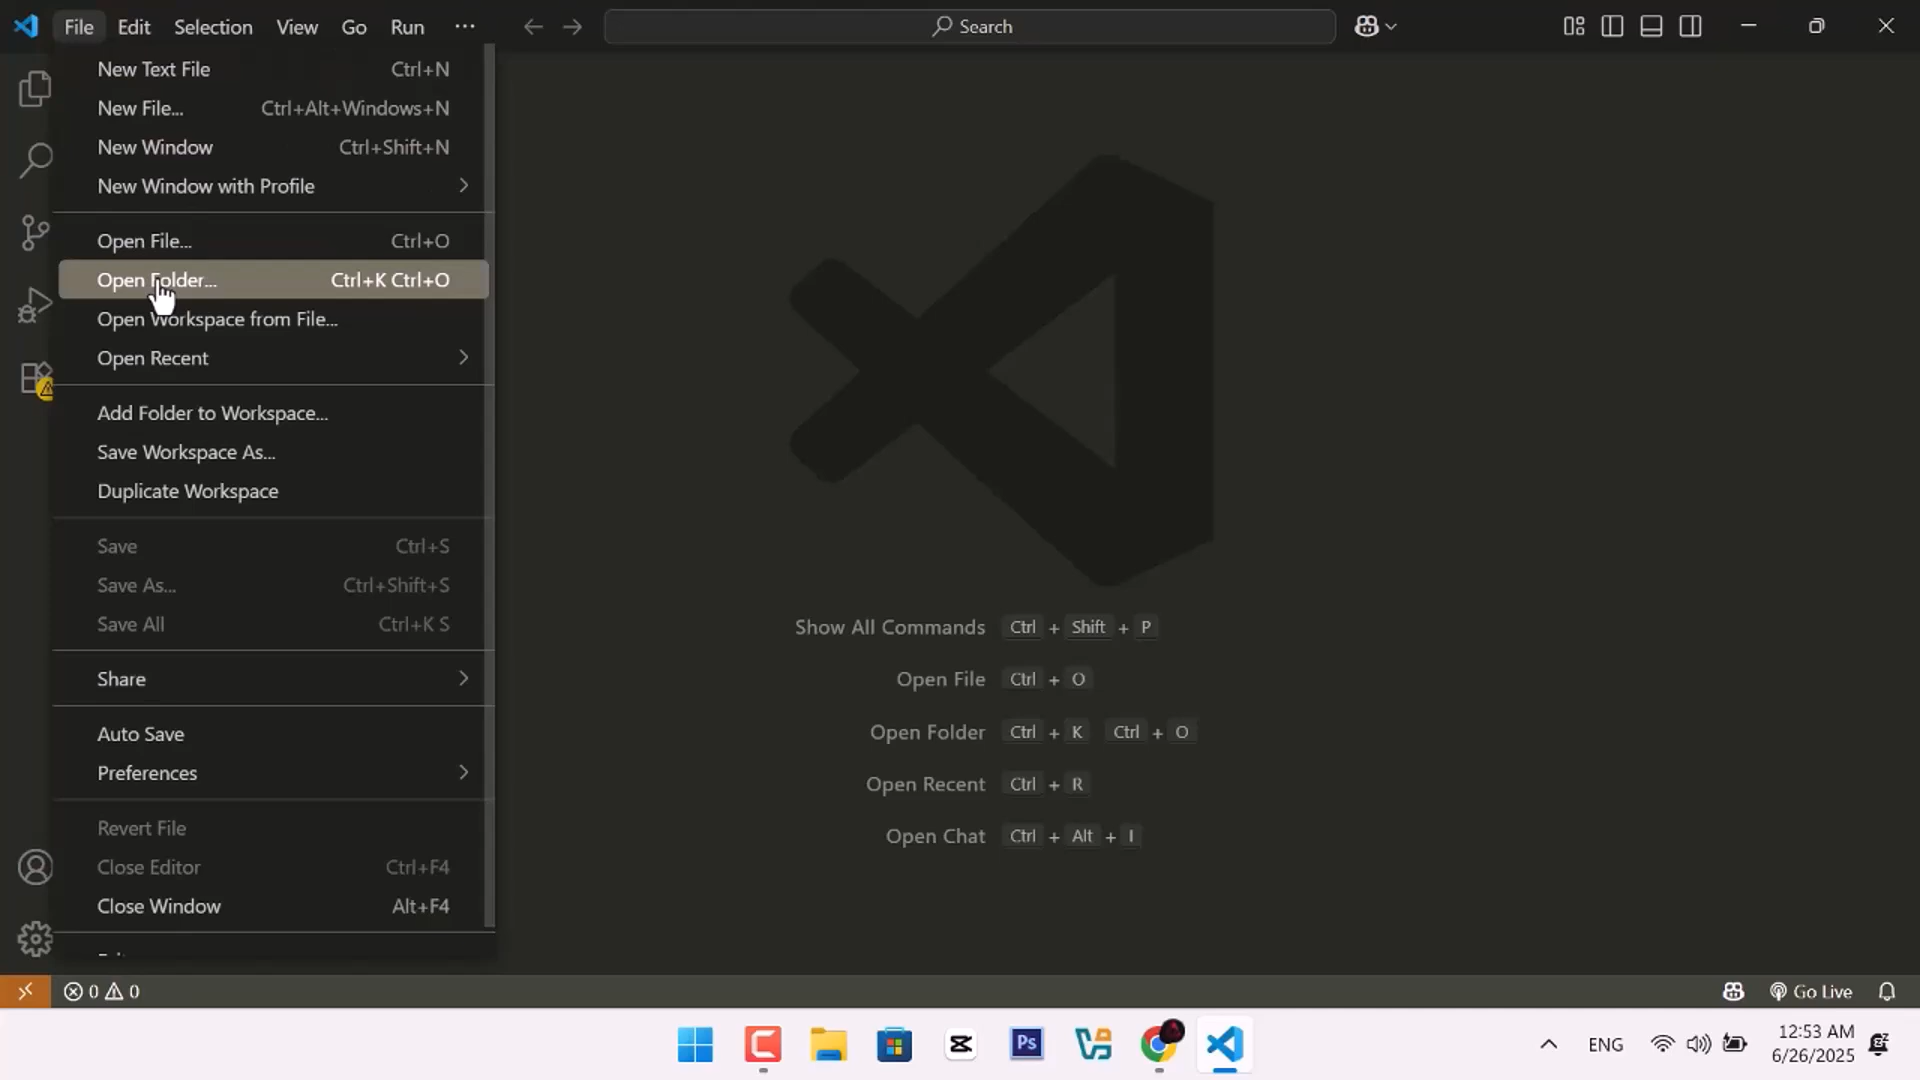 File Edit Selection View Go Run ···
Search
New Text File Ctrl+N
New File... Ctrl+Alt+Windows+N
New Window Ctrl+Shift+N
New Window with Profile
Open File... Ctrl+O
Open Folder... Ctrl+K Ctrl+O
Open Workspace from File...
Open Recent
Add Folder to Workspace...
Save Workspace As...
Duplicate Workspace
Save Ctrl+S
Save As... Ctrl+Shift+S
Save All Ctrl+K S
Share
Auto Save
Preferences
Revert File
Close Editor Ctrl+F4
Close Window Alt+F4
Show All Commands Ctrl + Shift + P
Open File Ctrl + O
Open Folder Ctrl + K Ctrl + O
Open Recent Ctrl + R
Open Chat Ctrl + Alt + I
0 0
Go Live
Ps
ENG
12:53 AM
6/26/2025